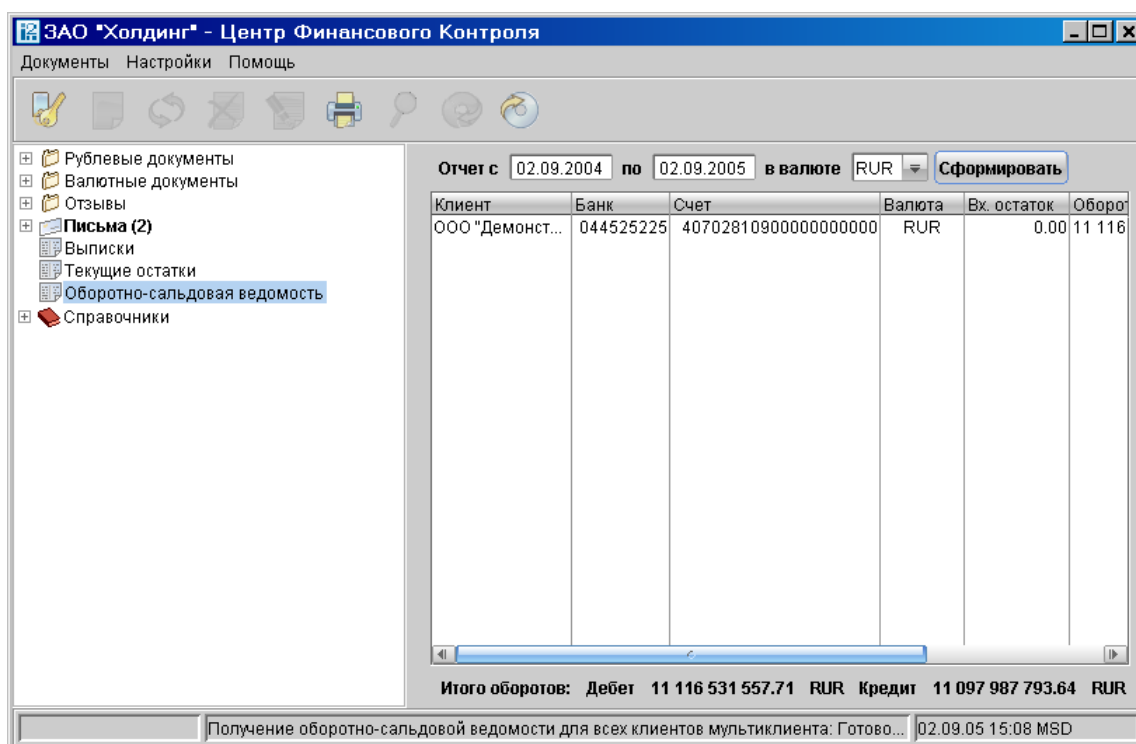 ЗАО "Холдинг" - Центр Финансового Контроля
Документы Настройки Помощь
Рублевые документы
Валютные документы
Отзывы
Письма (2)
Выписки
Текущие остатки
Оборотно-сальдовая ведомость
Справочники
Отчет с 02.09.2004 по 02.09.2005 в валюте RUR Сформировать
Клиент Банк Счет Валюта Вх. остаток Оборот
ООО "Демонст... 044525225 40702810900000000000 RUR 0.00 11 116
Итого оборотов: Дебет 11 116 531 557.71 RUR Кредит 11 097 987 793.64 RUR
Получение оборотно-сальдовой ведомости для всех клиентов мультиклиента: Готово... 02.09.05 15:08 MSD